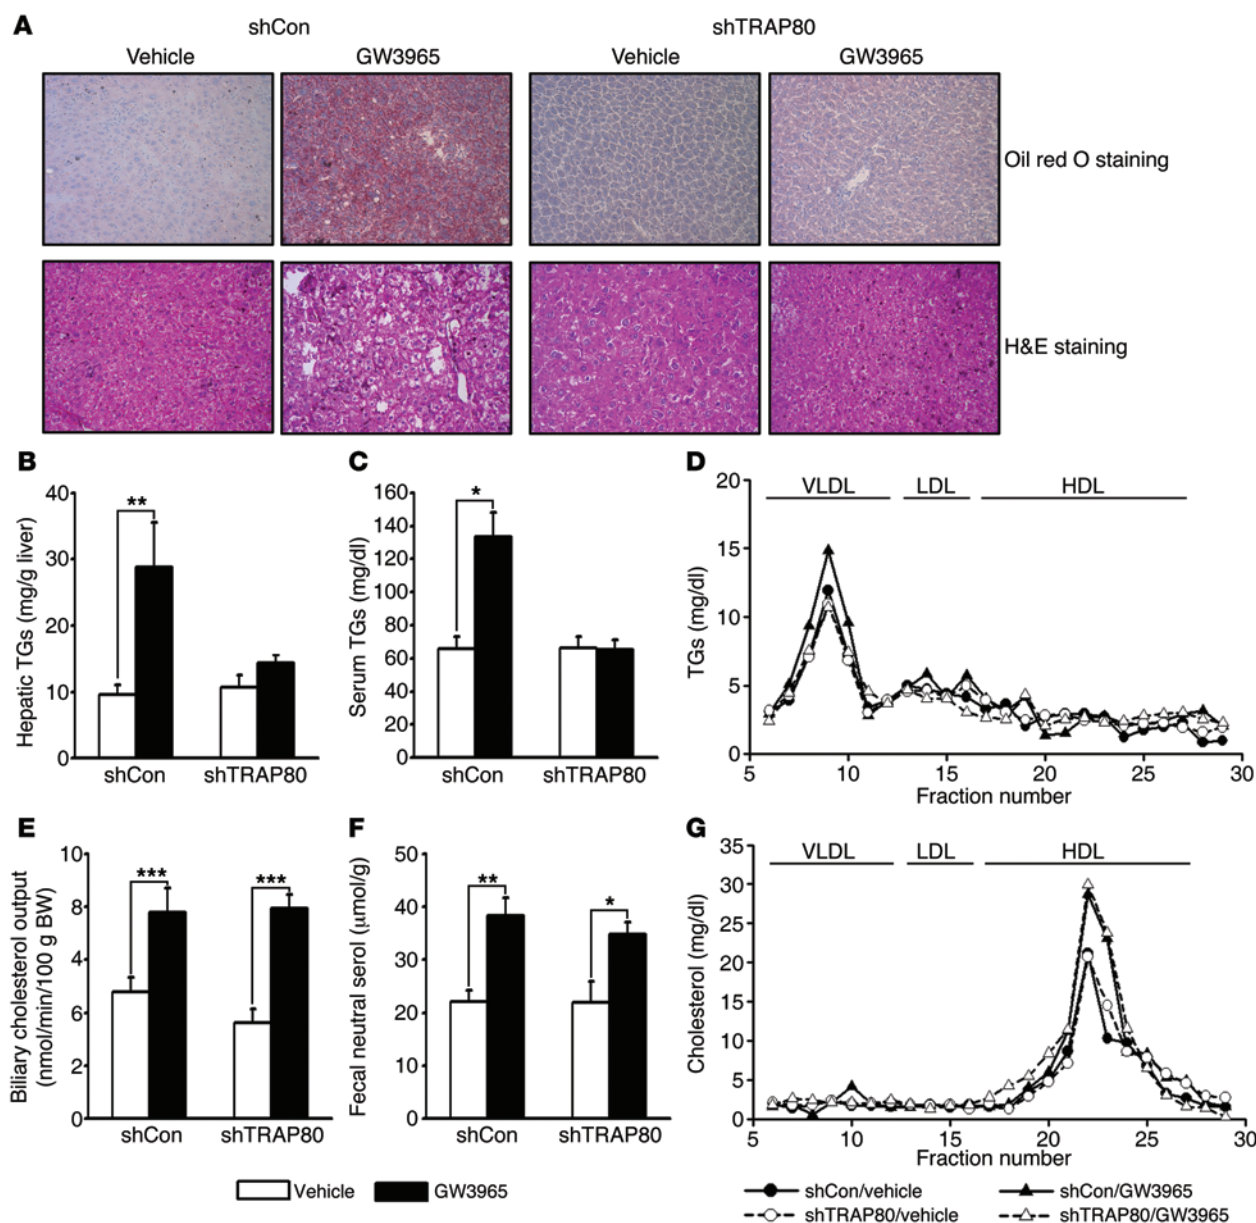 A
shCon
shTRAP80
Vehicle
GW3965
Vehicle
GW3965
Oil red O staining
H&E staining
B
Hepatic TGs (mg/g liver)
40
30
20
10
0
**
shCon
shTRAP80
C
Serum TGs (mg/dl)
160
140
120
100
80
60
40
20
0
*
shCon
shTRAP80
D
TGs (mg/dl)
20
15
10
5
0
VLDL
LDL
HDL
5
10
15
20
25
30
Fraction number
E
Biliary cholesterol output
(nmol/min/100 g BW)
10
8
4
6
2
0
***
***
shCon
shTRAP80
F
Fecal neutral serol (μmol/g)
50
40
30
20
10
0
**
*
shCon
shTRAP80
G
Cholesterol (mg/dl)
35
30
25
20
15
10
5
0
VLDL
LDL
HDL
5
10
15
20
25
30
Fraction number
Vehicle
GW3965
shCon/vehicle
shCon/GW3965
shTRAP80/vehicle
shTRAP80/GW3965